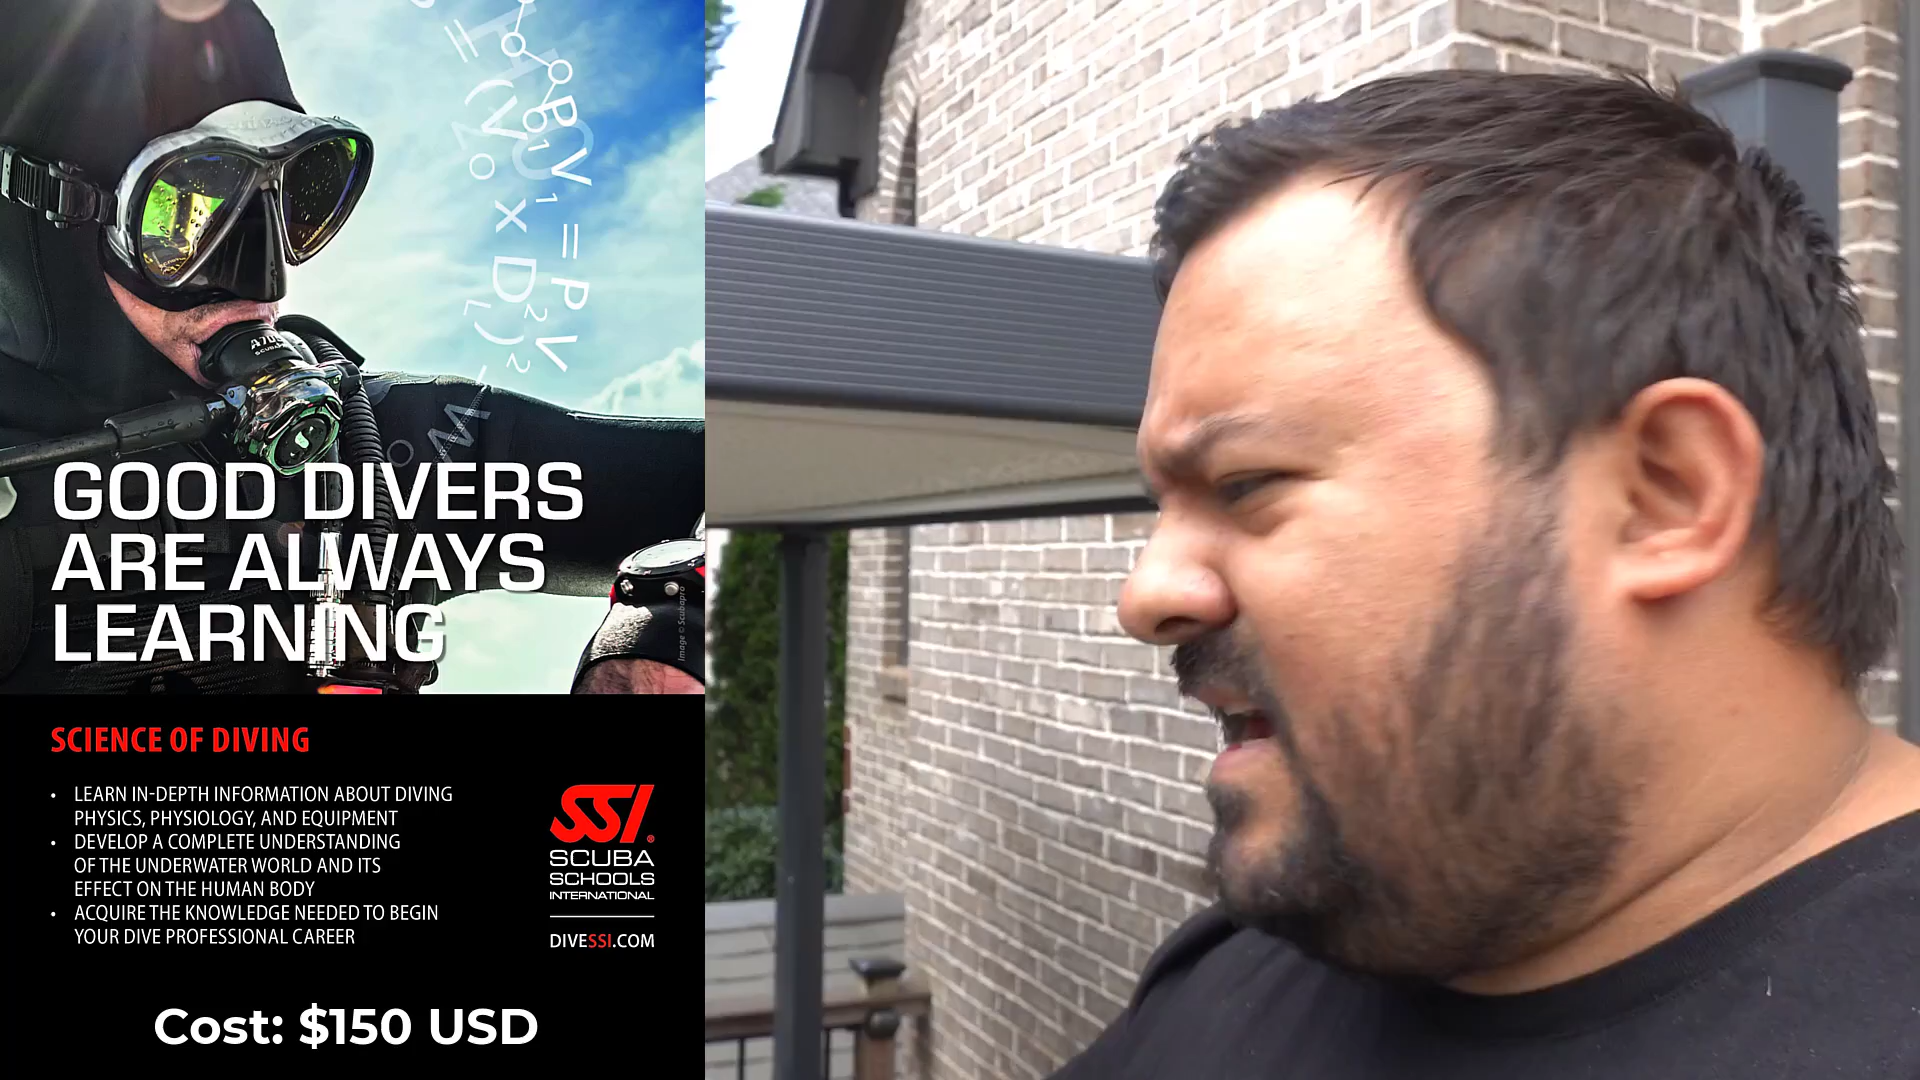 GOOD DIVERS
ARE ALWAYS
LEARNING
Image © Scubapro
SCIENCE OF DIVING
• LEARN IN-DEPTH INFORMATION ABOUT DIVING
PHYSICS, PHYSIOLOGY, AND EQUIPMENT
• DEVELOP A COMPLETE UNDERSTANDING
OF THE UNDERWATER WORLD AND ITS
EFFECT ON THE HUMAN BODY
• ACQUIRE THE KNOWLEDGE NEEDED TO BEGIN
YOUR DIVE PROFESSIONAL CAREER
SSI®
SCUBA
SCHOOLS
INTERNATIONAL
DIVESSI.COM
Cost: $150 USD